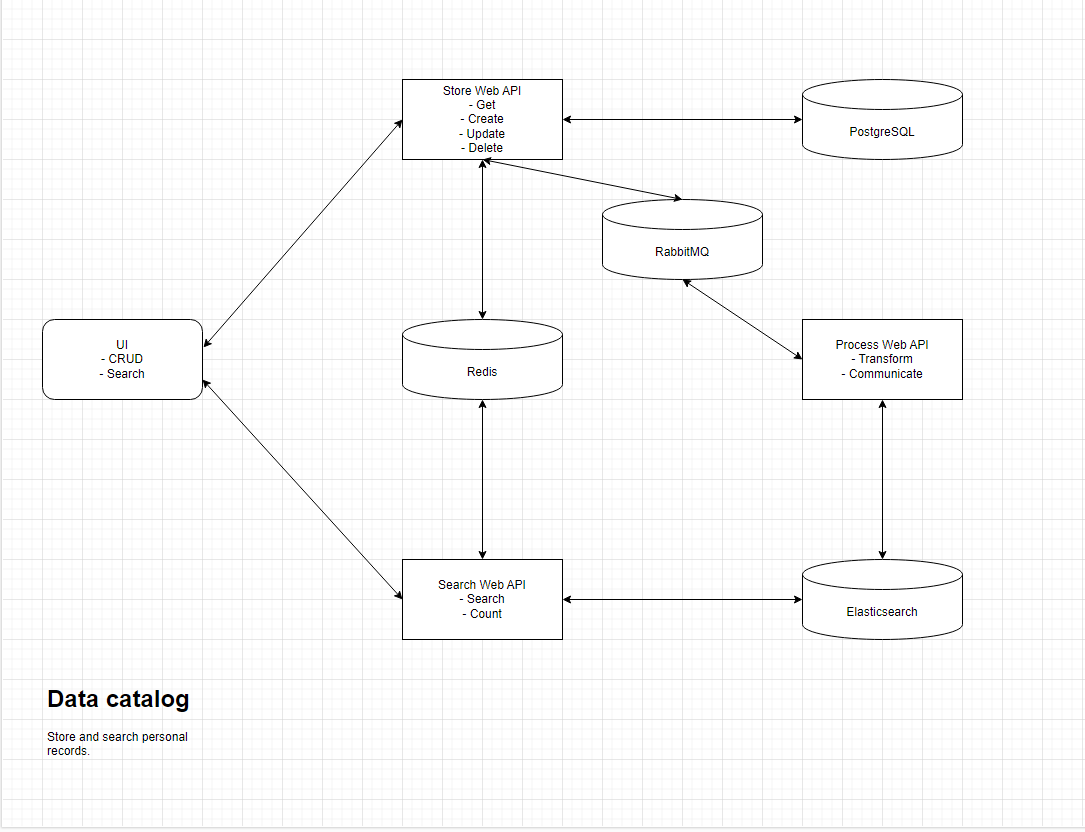 Store Web API
- Get
- Create
- Update
- Delete
PostgreSQL
RabbitMQ
UI
- CRUD
- Search
Redis
Process Web API
- Transform
- Communicate
Search Web API
- Search
- Count
Elasticsearch
Data catalog
Store and search personal
records.